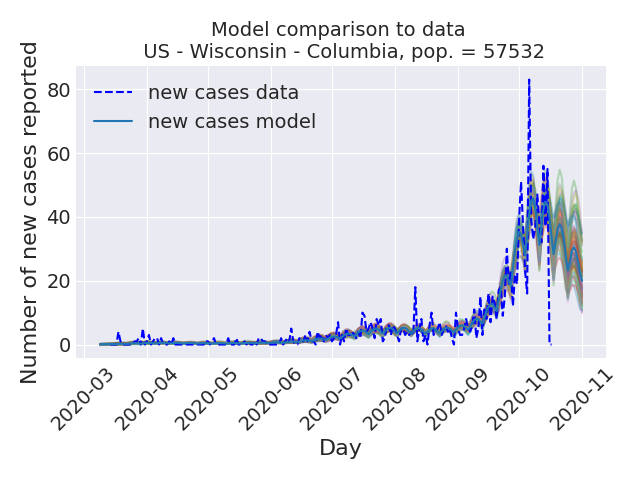 Model comparison to data
US - Wisconsin - Columbia, pop. = 57532
Number of new cases reported
80
60
40
20
0
new cases data
new cases model
2020-03
2020-04
2020-05
2020-06
2020-07
2020-08
2020-09
2020-10
2020-11
Day